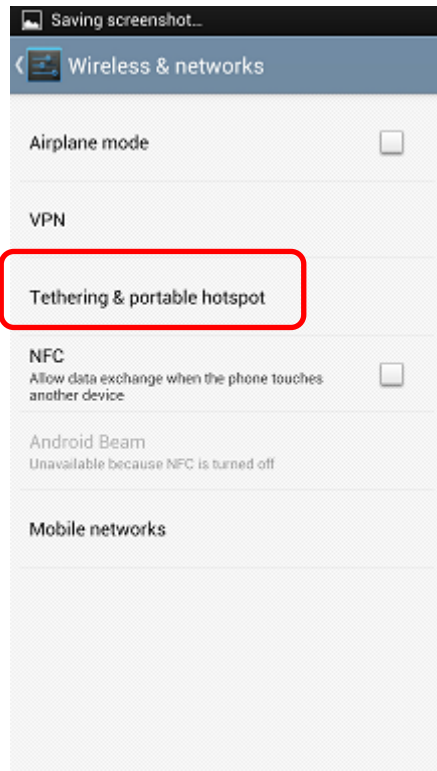 Saving screenshot...
Wireless & networks
Airplane mode
VPN
Tethering & portable hotspot
NFC
Allow data exchange when the phone touches
another device
Android Beam
Unavailable because NFC is turned off
Mobile networks